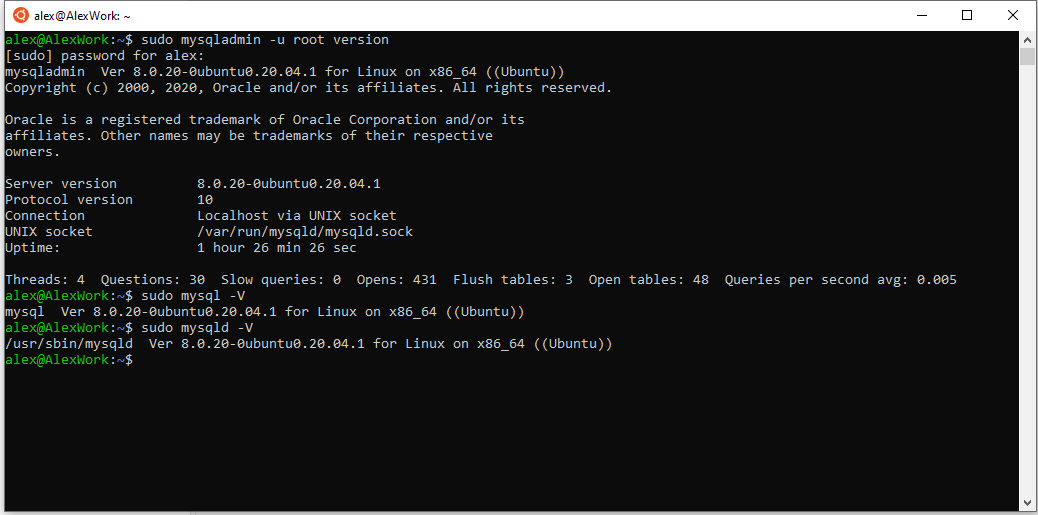 alex@AlexWork: ~
alex@AlexWork:~$ sudo mysqladmin -u root version
[sudo] password for alex:
mysqladmin  Ver 8.0.20-0ubuntu0.20.04.1 for Linux on x86_64 ((Ubuntu))
Copyright (c) 2000, 2020, Oracle and/or its affiliates. All rights reserved.
Oracle is a registered trademark of Oracle Corporation and/or its
affiliates. Other names may be trademarks of their respective
owners.
Server version          8.0.20-0ubuntu0.20.04.1
Protocol version        10
Connection              Localhost via UNIX socket
UNIX socket             /var/run/mysqld/mysqld.sock
Uptime:                 1 hour 26 min 26 sec
Threads: 4  Questions: 30  Slow queries: 0  Opens: 431  Flush tables: 3  Open tables: 48  Queries per second avg: 0.005
alex@AlexWork:~$ sudo mysql -V
mysql  Ver 8.0.20-0ubuntu0.20.04.1 for Linux on x86_64 ((Ubuntu))
alex@AlexWork:~$ sudo mysqld -V
/usr/sbin/mysqld  Ver 8.0.20-0ubuntu0.20.04.1 for Linux on x86_64 ((Ubuntu))
alex@AlexWork:~$